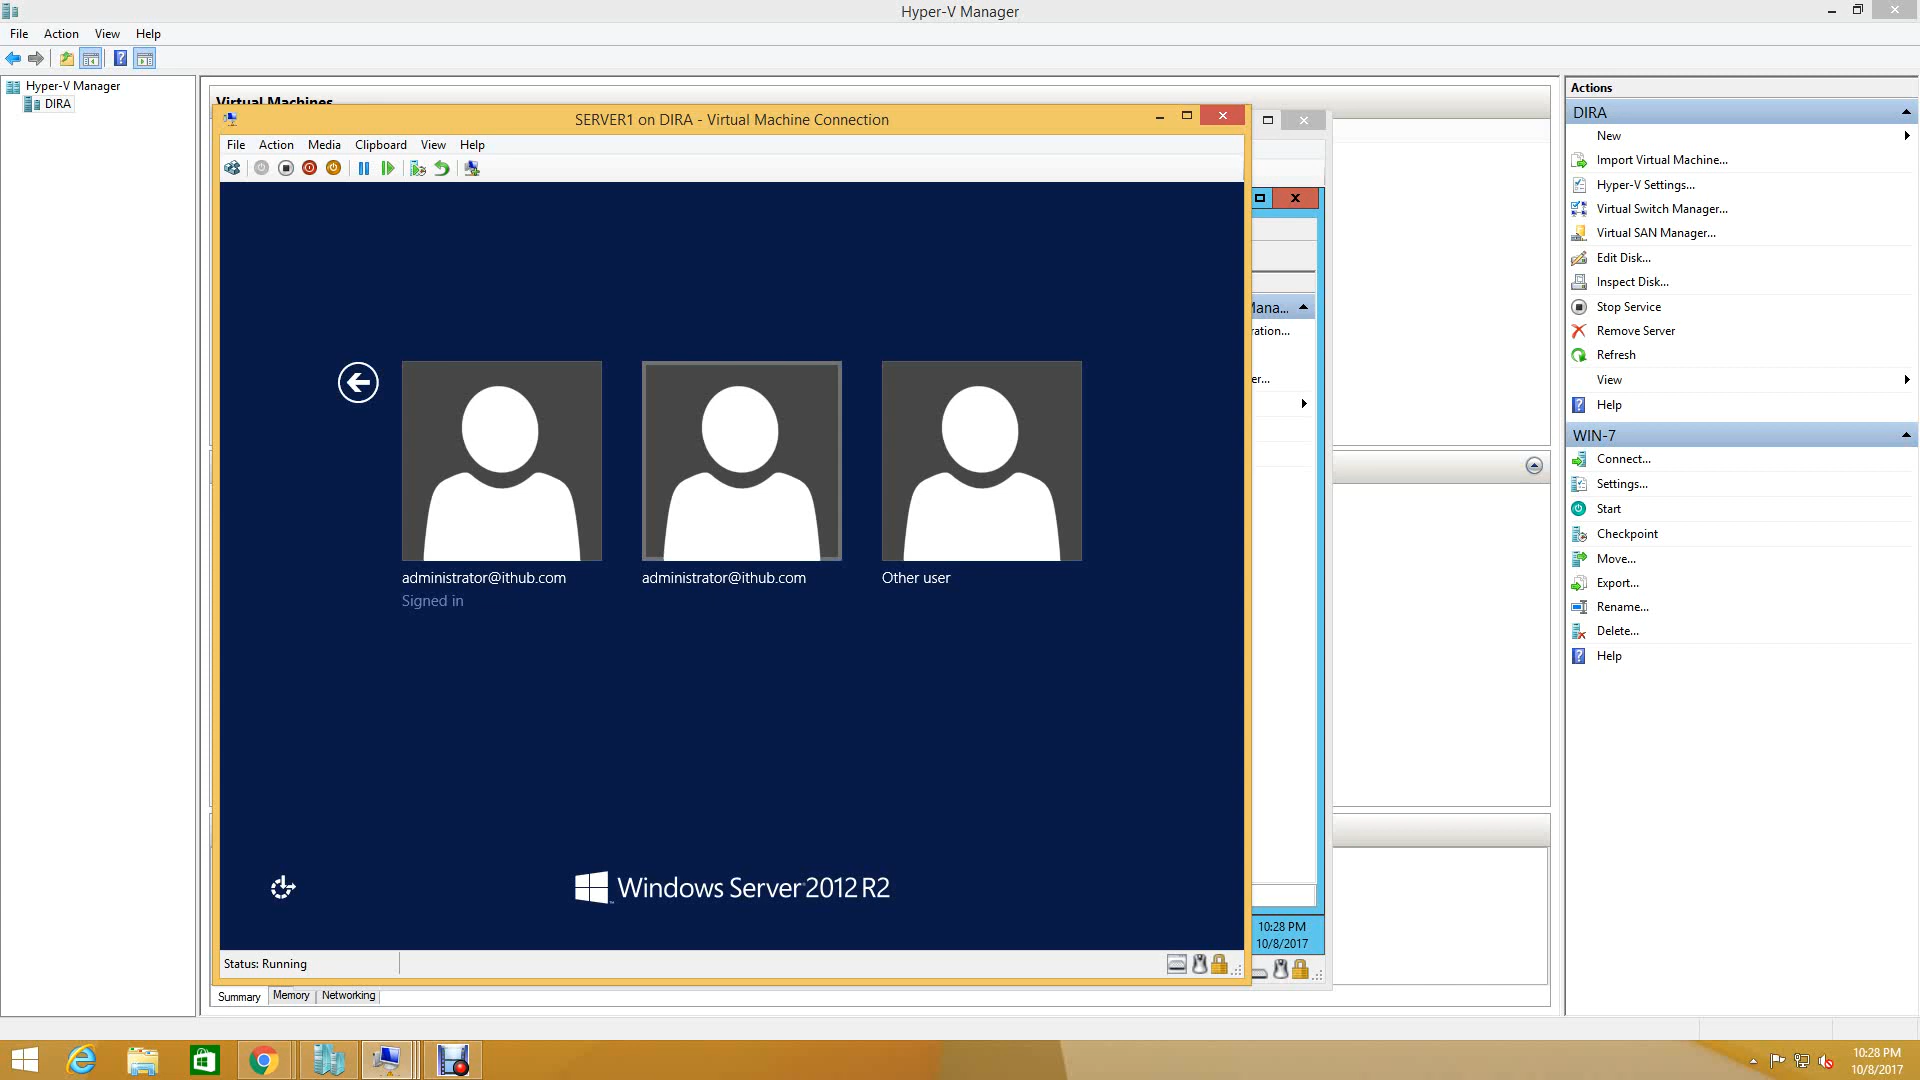 Hyper-V Manager
File Action View Help
Hyper-V Manager
DIRA
Virtual Machines
SERVER1 on DIRA - Virtual Machine Connection
File Action Media Clipboard View Help
administrator@ithub.com
Signed in
administrator@ithub.com
Other user
Windows Server 2012 R2
Status: Running
Mana...
ration...
er...
10:28 PM
10/8/2017
Summary Memory Networking
Actions
DIRA
New
Import Virtual Machine...
Hyper-V Settings...
Virtual Switch Manager...
Virtual SAN Manager...
Edit Disk...
Inspect Disk...
Stop Service
Remove Server
Refresh
View
Help
WIN-7
Connect...
Settings...
Start
Checkpoint
Move...
Export...
Rename...
Delete...
Help
10:28 PM
10/8/2017